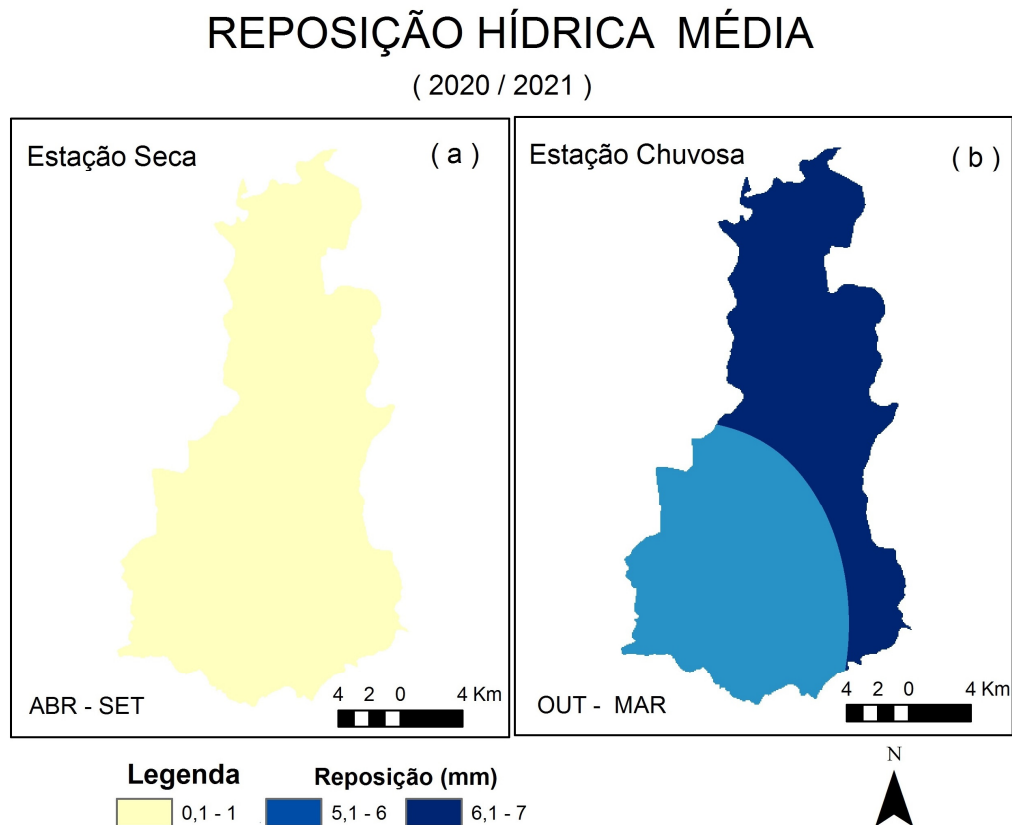 REPOSIÇÃO HÍDRICA MÉDIA
( 2020 / 2021 )
Estação Seca
( a )
ABR - SET
4 2 0 4 Km
Estação Chuvosa
( b )
OUT - MAR
4 2 0 4 Km
Legenda
Reposição (mm)
0,1 - 1
5,1 - 6
6,1 - 7
N